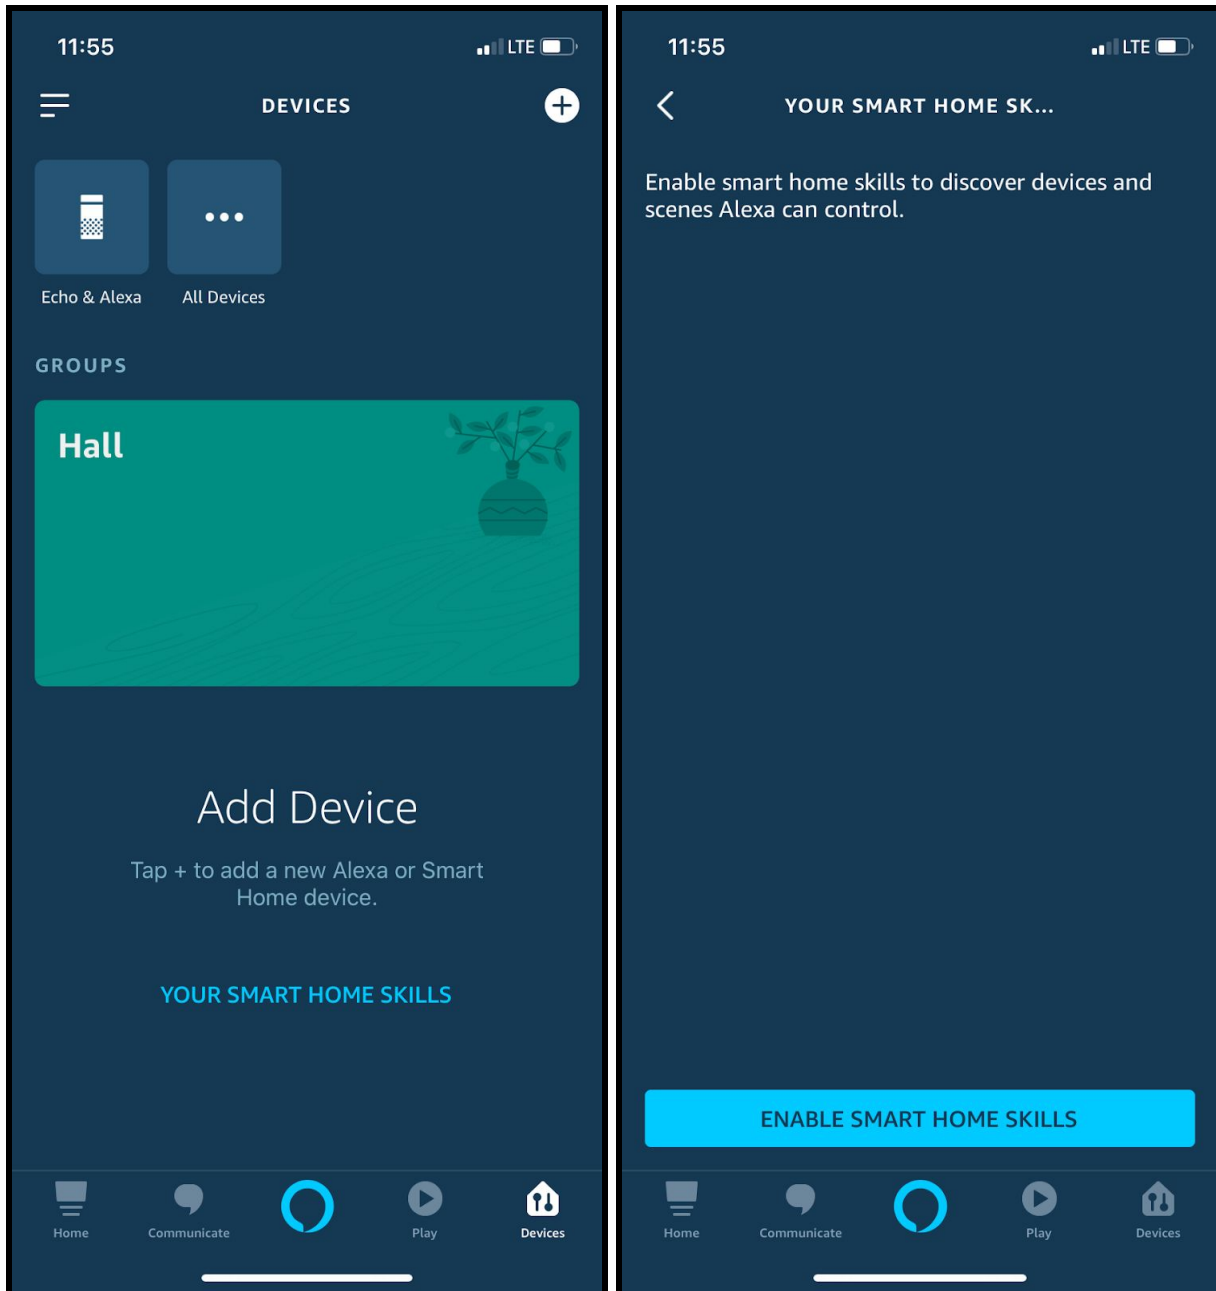 11:55
LTE
DEVICES
Echo & Alexa
All Devices
GROUPS
Hall
Add Device
Tap + to add a new Alexa or Smart
Home device.
YOUR SMART HOME SKILLS
Home
Communicate
Play
Devices
11:55
LTE
YOUR SMART HOME SK...
Enable smart home skills to discover devices and
scenes Alexa can control.
ENABLE SMART HOME SKILLS
Home
Communicate
Play
Devices